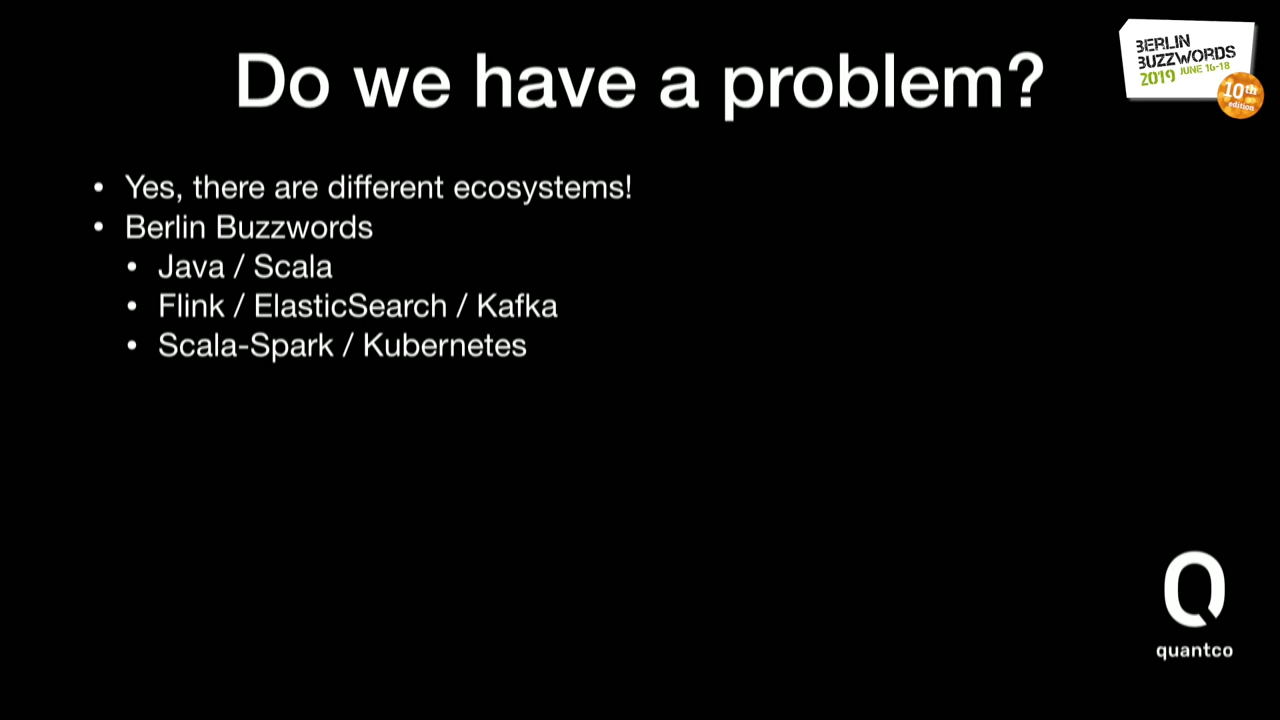 Do we have a problem?
BERLIN
BUZZWORDS
2019 JUNE 16-18
10th
edition
• Yes, there are different ecosystems!
• Berlin Buzzwords
• Java / Scala
• Flink / ElasticSearch / Kafka
• Scala-Spark / Kubernetes
Q
quantco